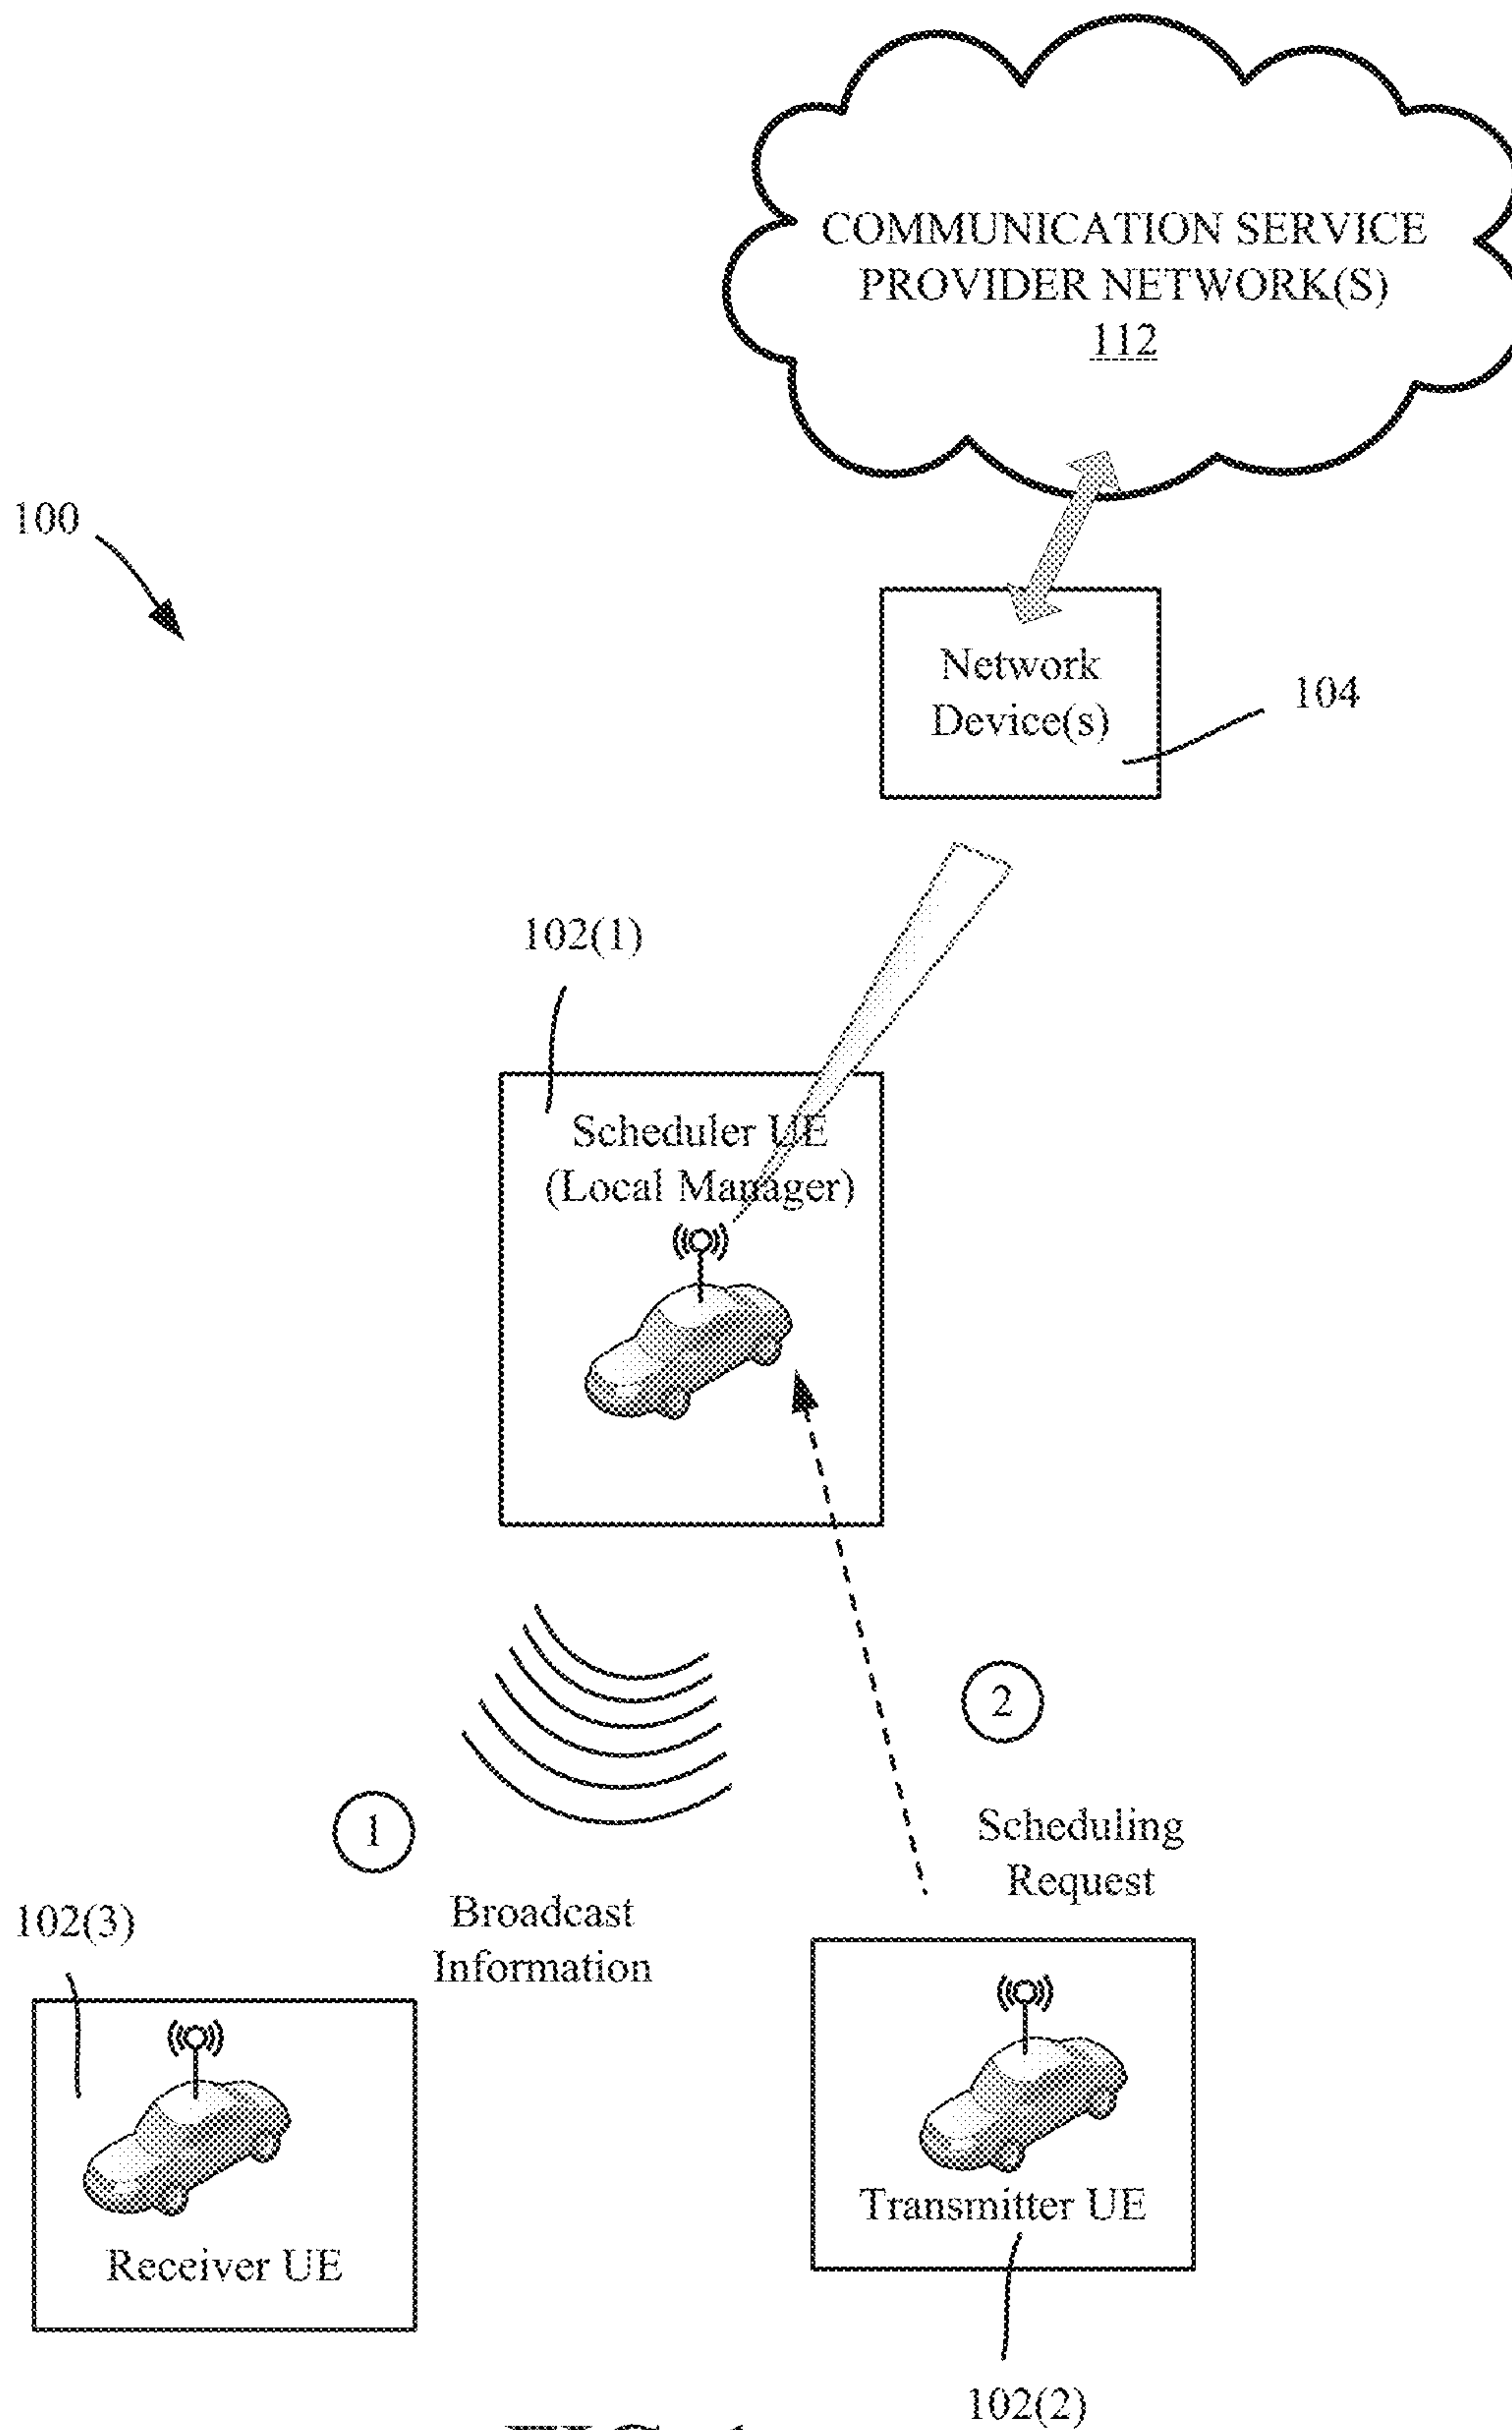 COMMUNICATION SERVICE
PROVIDER NETWORK(S)
112
100
Network
Device(s)
104
102(1)
Scheduler UE
(Local Manager)
2
1
Scheduling
Request
Broadcast
Information
102(3)
Receiver UE
Transmitter UE
102(2)